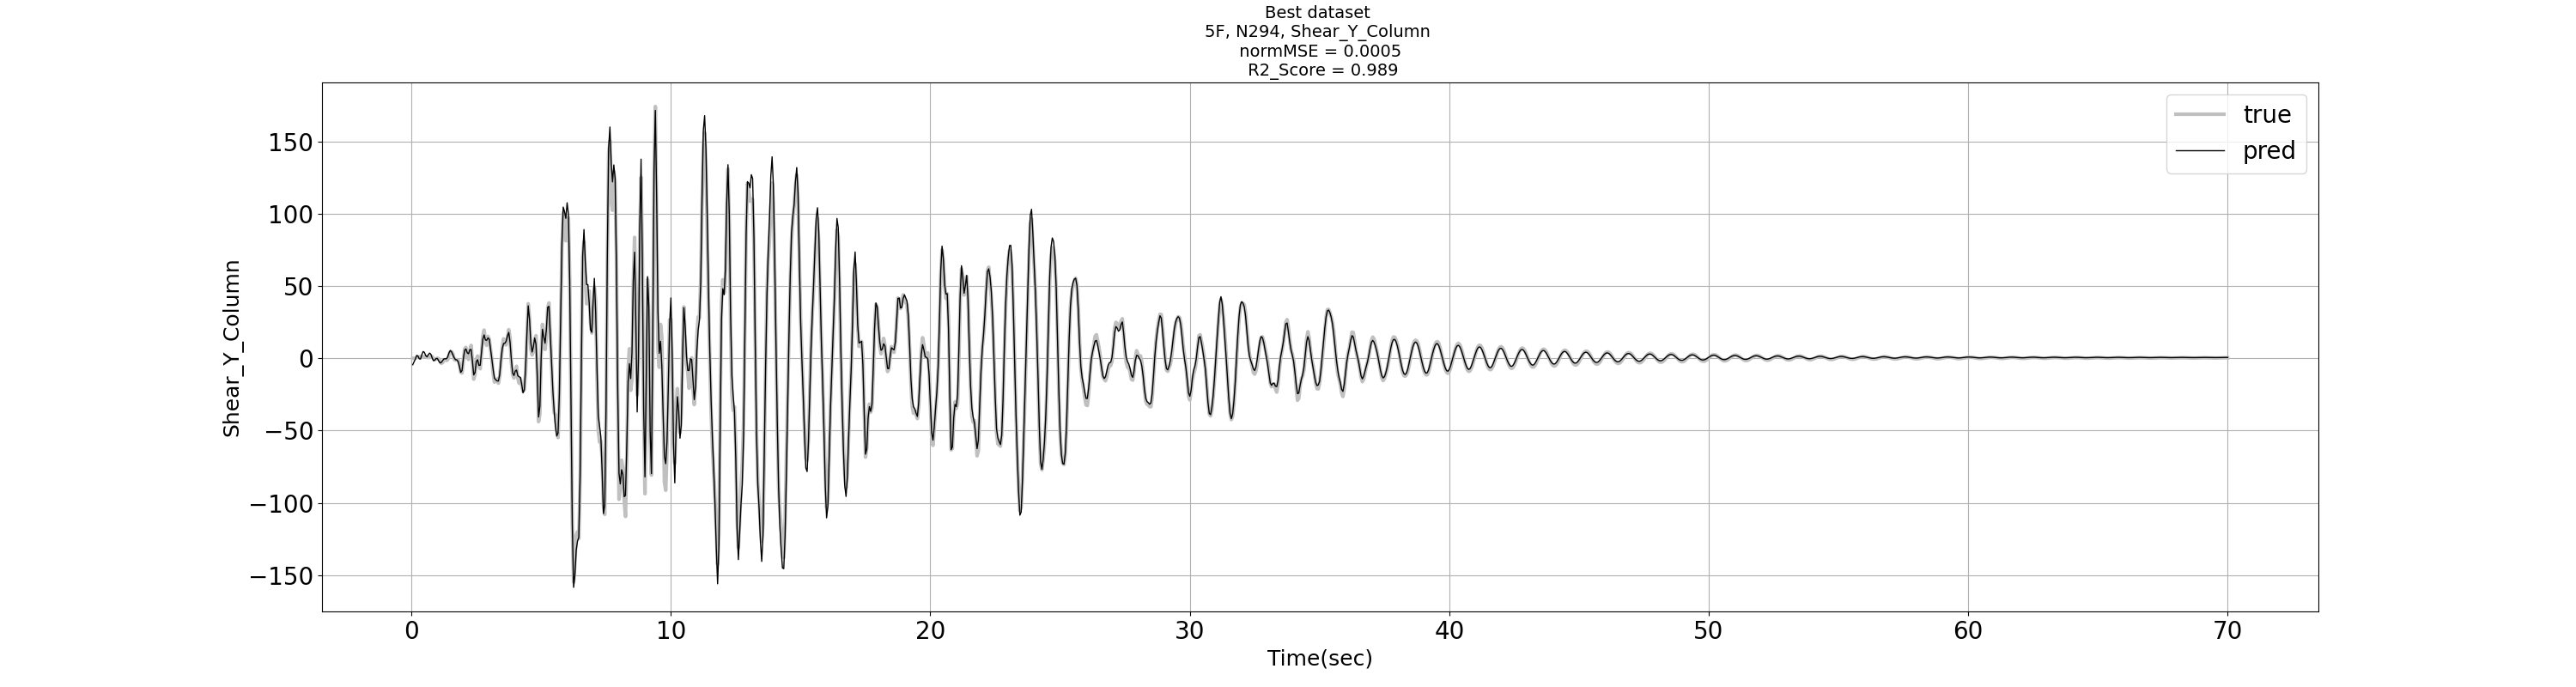 Best dataset
5F, N294, Shear_Y_Column
normMSE = 0.0005
R2_Score = 0.989
true
pred
150
100
50
0
−50
−100
−150
Shear_Y_Column
0 10 20 30 40 50 60 70
Time(sec)